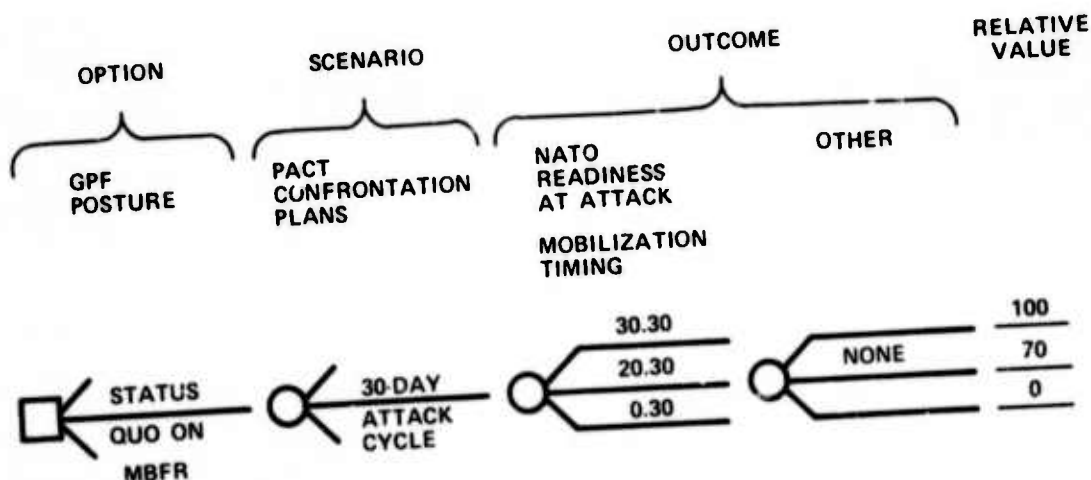 OPTION
SCENARIO
OUTCOME
RELATIVE
VALUE
GPF
POSTURE
PACT
CONFRONTATION
PLANS
NATO
READINESS
AT ATTACK
MOBILIZATION
TIMING
OTHER
STATUS
QUO ON
MBFR
30-DAY
ATTACK
CYCLE
30.30
20.30
0.30
NONE
100
70
0